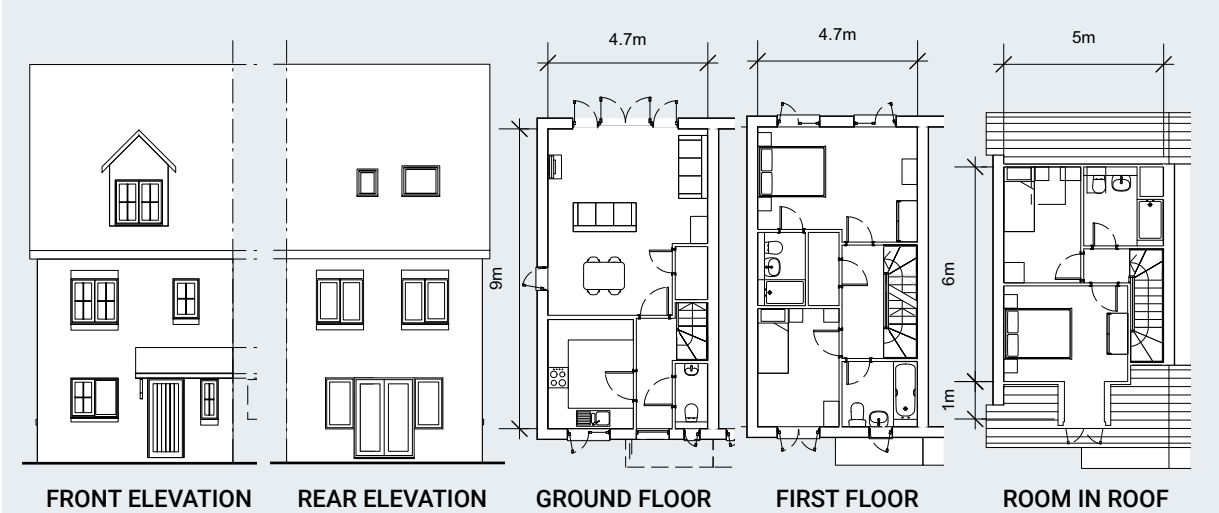 4.7m
4.7m
5m
9m
6m
1m
FRONT ELEVATION
REAR ELEVATION
GROUND FLOOR
FIRST FLOOR
ROOM IN ROOF